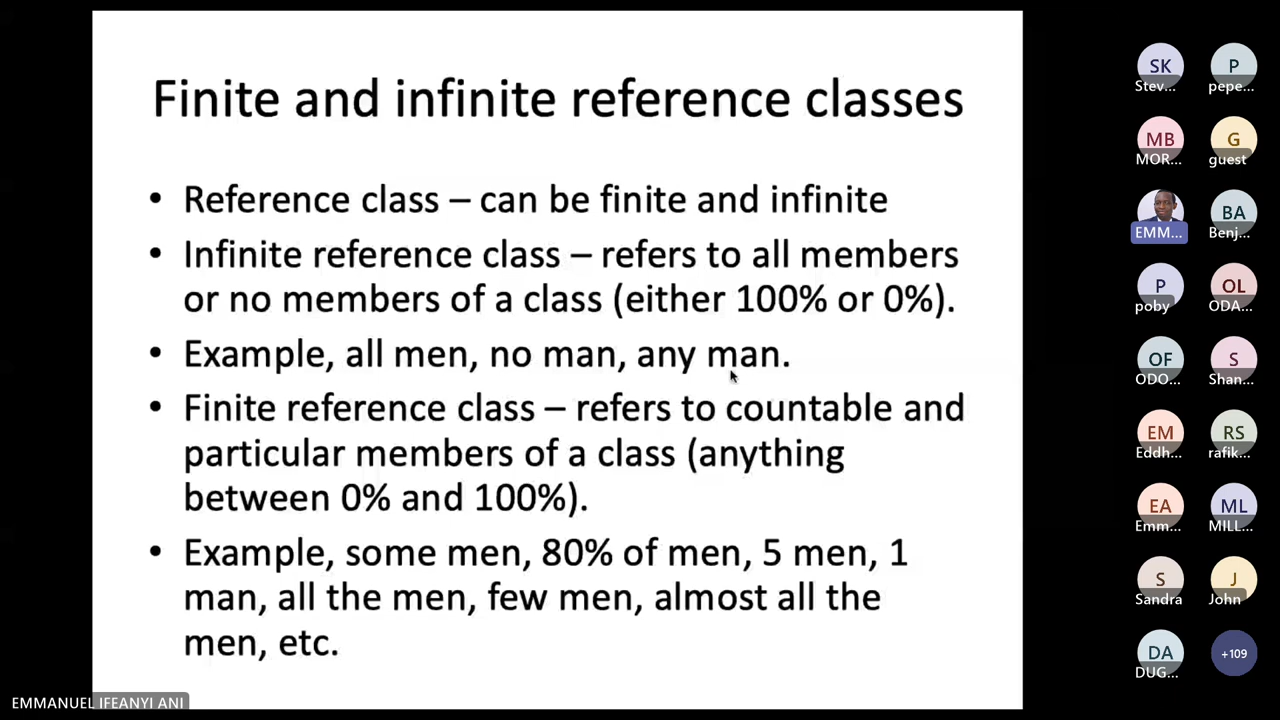 Finite and infinite reference classes
• Reference class – can be finite and infinite
• Infinite reference class – refers to all members
or no members of a class (either 100% or 0%).
• Example, all men, no man, any man.
• Finite reference class – refers to countable and
particular members of a class (anything
between 0% and 100%).
• Example, some men, 80% of men, 5 men, 1
man, all the men, few men, almost all the
men, etc.
EMMANUEL IFEANYI ANI
SK P
Stev... pepe...
MB G
MOR... guest
BA
EMM... Benj...
P OL
poby ODA...
OF S
ODO... Shan...
EM RS
Eddh... rafik...
EA ML
Emm... MILL...
S J
Sandra John
DA +109
DUG...